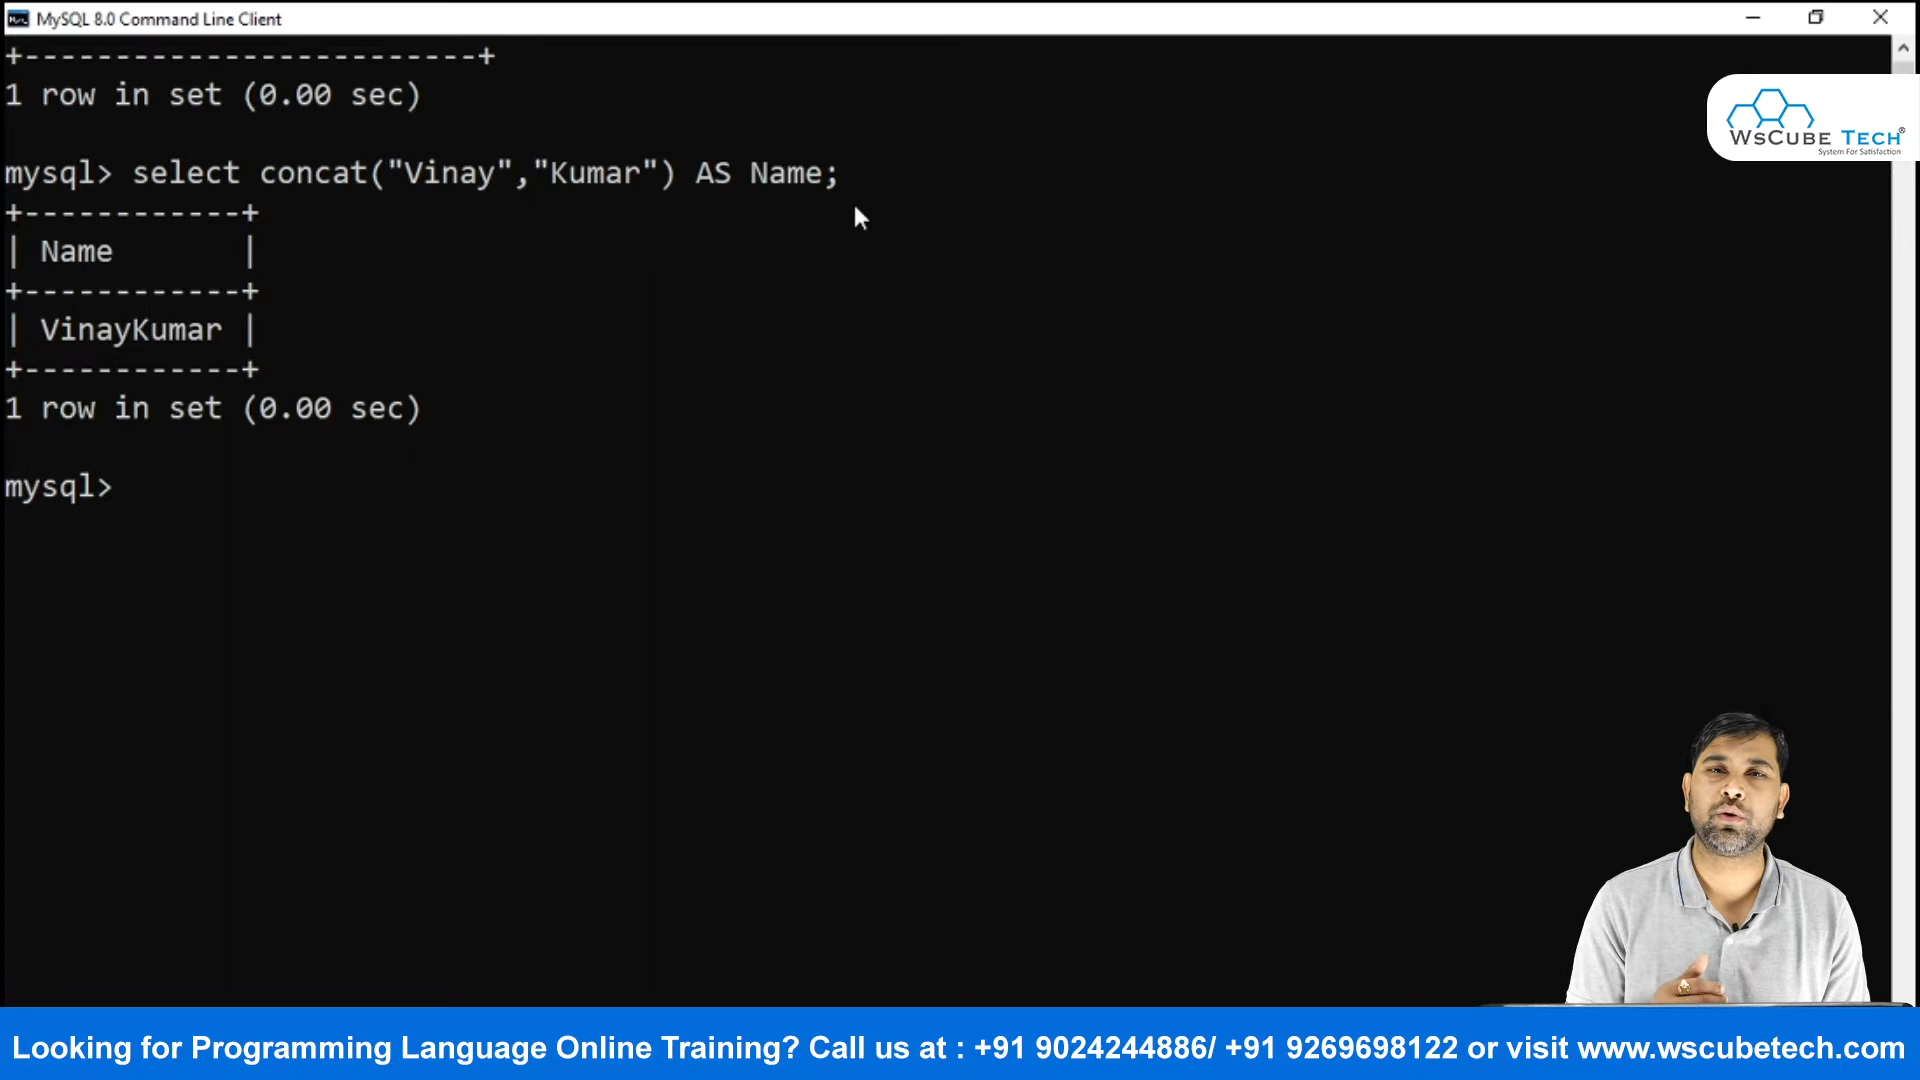 MySQL 8.0 Command Line Client
+-------------------------+
1 row in set (0.00 sec)
WsCube Tech®
System For Satisfaction
mysql> select concat("Vinay","Kumar") AS Name;
+------------+
| Name       |
+------------+
| VinayKumar |
+------------+
1 row in set (0.00 sec)
mysql>
Looking for Programming Language Online Training? Call us at : +91 9024244886/ +91 9269698122 or visit www.wscubetech.com